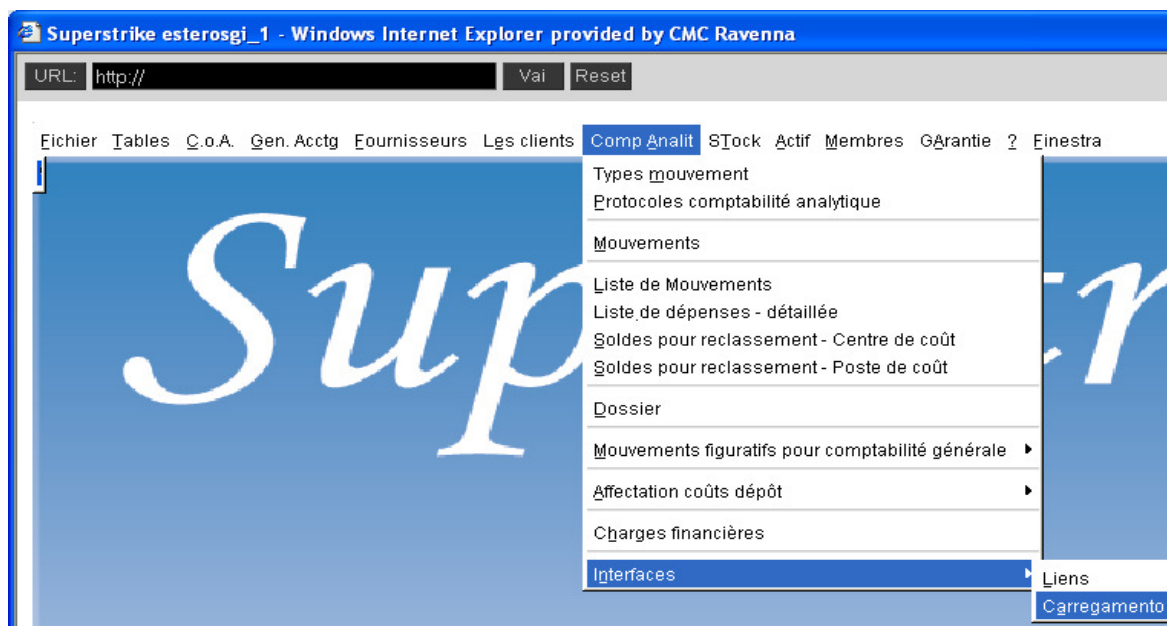 Superstrike esterosgi_1 - Windows Internet Explorer provided by CMC Ravenna
URL: http:// Vai Reset
Fichier Tables C.o.A. Gen. Acctg Fournisseurs Les clients Comp Analit STock Actif Membres GArantie ? Finestra
Types mouvement
Protocoles comptabilité analytique
Mouvements
Liste de Mouvements
Liste de dépenses - détaillée
Soldes pour reclassement - Centre de coût
Soldes pour reclassement - Poste de coût
Dossier
Mouvements figuratifs pour comptabilité générale
Affectation coûts dépôt
Charges financières
Interfaces
Liens
Carregamento
Sup